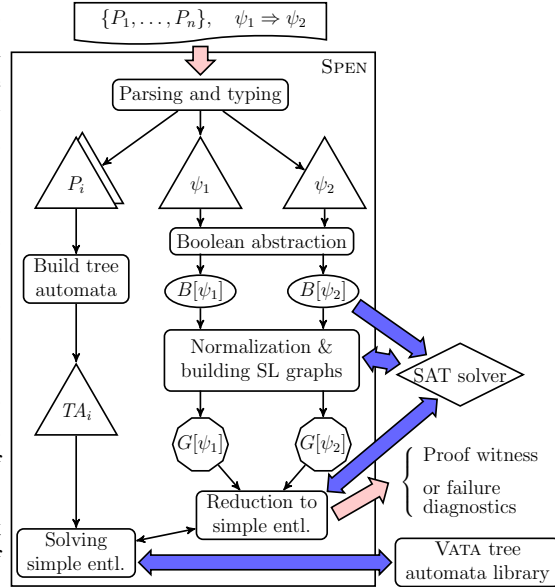 {P₁, . . . , Pₙ}, ψ₁ ⇒ ψ₂
SPEN
Parsing and typing
Pᵢ
ψ₁
ψ₂
Boolean abstraction
Build tree
automata
B[ψ₁]
B[ψ₂]
Normalization &
building SL graphs
SAT solver
TAᵢ
G[ψ₁]
G[ψ₂]
Proof witness
or failure
diagnostics
Reduction to
simple entl.
Solving
simple entl.
VATA tree
automata library